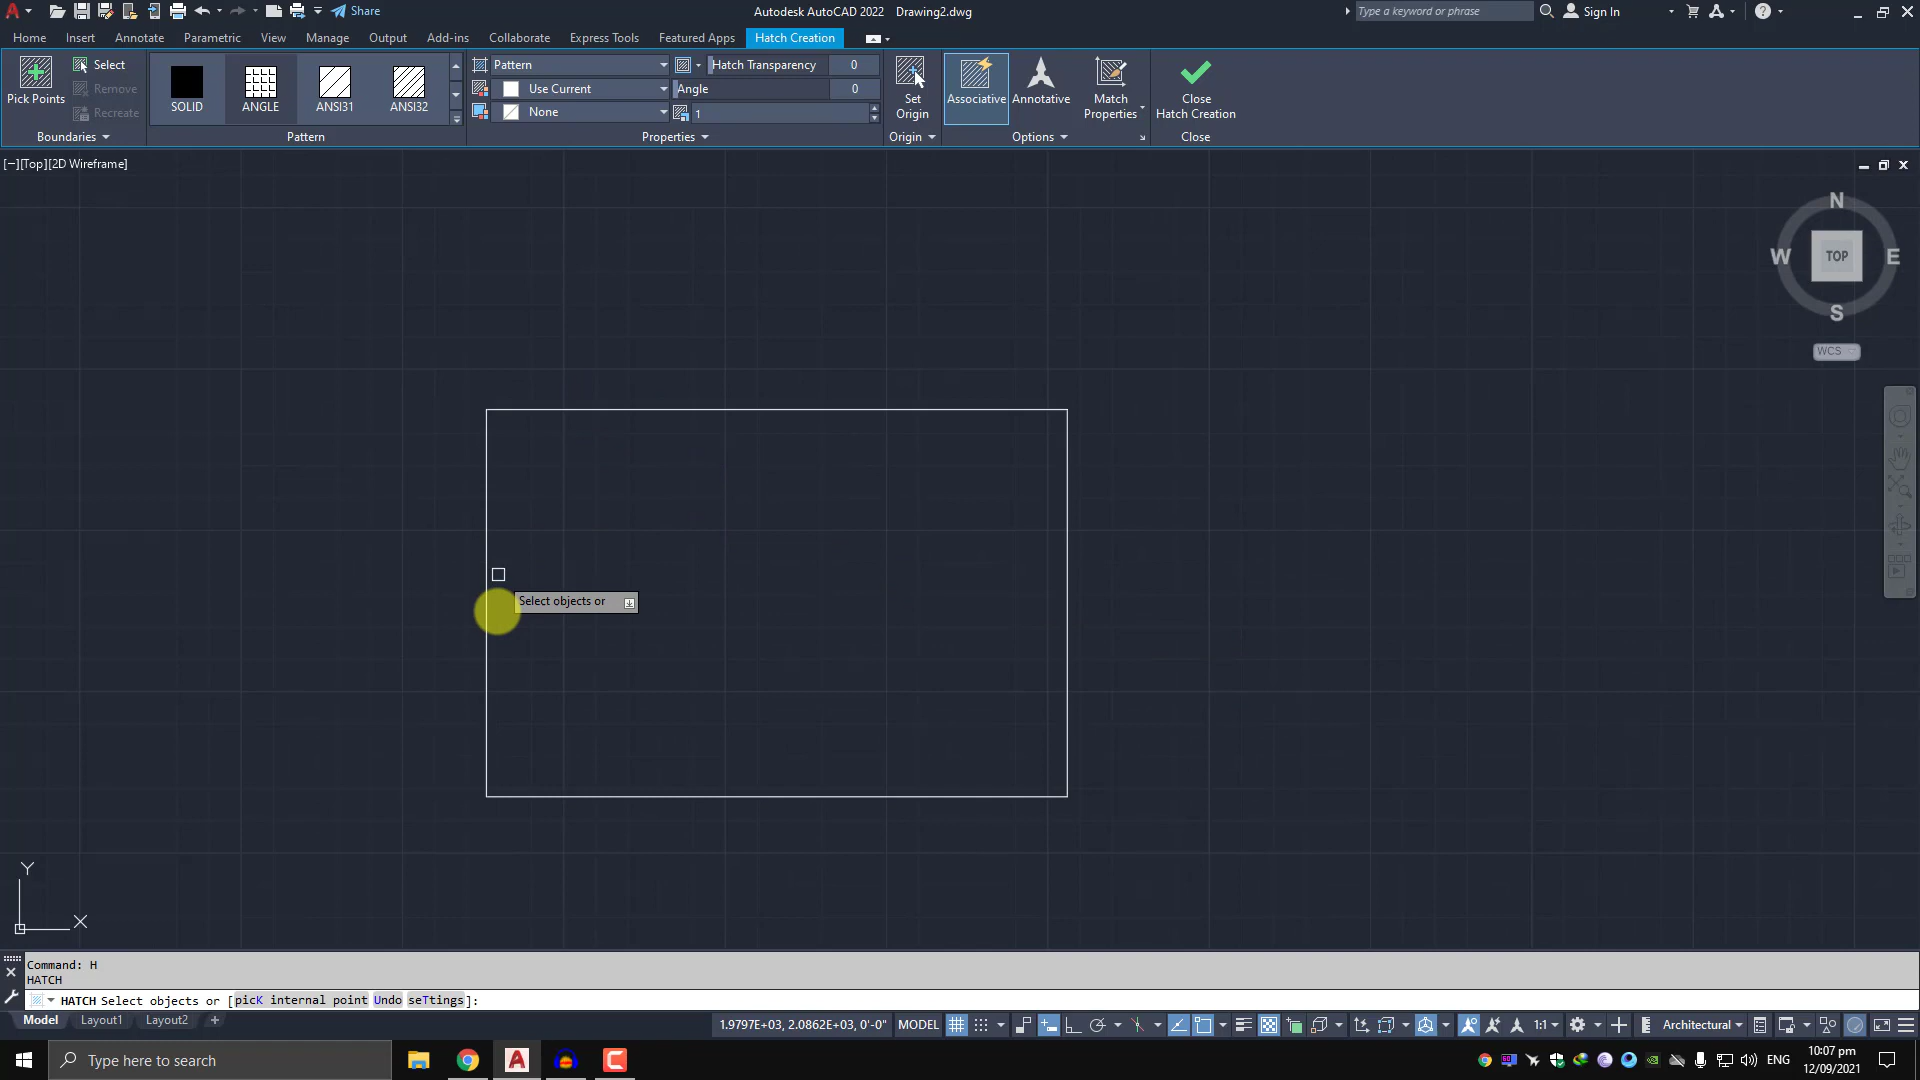 Share
Autodesk AutoCAD 2022 Drawing2.dwg
Type a keyword or phrase
Sign In
Home Insert Annotate Parametric View Manage Output Add-ins Collaborate Express Tools Featured Apps Hatch Creation
Pick Points
Select
Remove
Recreate
Boundaries
SOLID ANGLE ANSI31 ANSI32
Pattern
Pattern
Use Current
None
Hatch Transparency 0
Angle 0
1
Properties
Set
Origin
Origin
Associative
Annotative
Match
Properties
Options
Close
Hatch Creation
Close
[−][Top][2D Wireframe]
N
W TOP E
S
WCS
Select objects or
Y
X
Command: H
HATCH
HATCH Select objects or [picK internal point Undo seTtings]:
Model Layout1 Layout2
1.9797E+03, 2.0862E+03, 0'-0" MODEL
1:1
Architectural
Type here to search
ENG
10:07 pm
12/09/2021